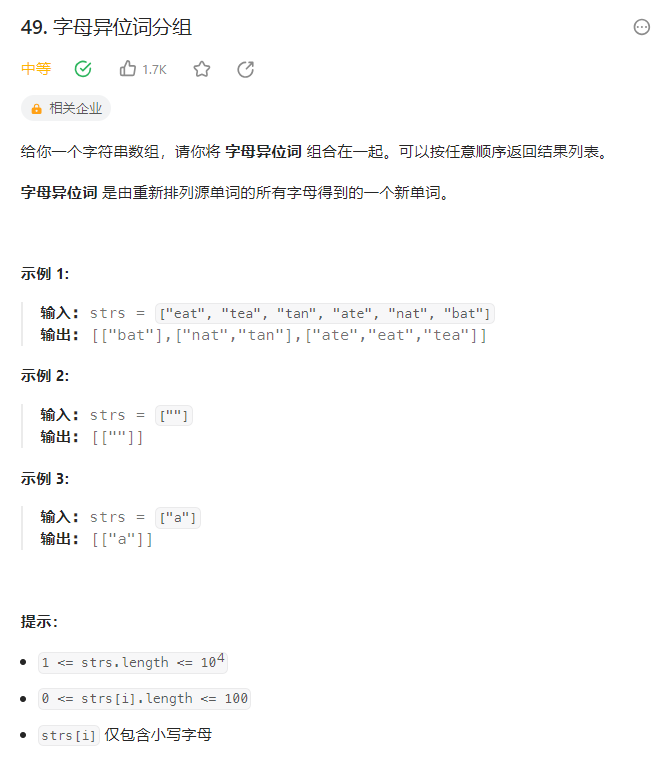 49. 字母异位词分组
中等 1.7K
相关企业
给你一个字符串数组，请你将 字母异位词 组合在一起。可以按任意顺序返回结果列表。
字母异位词 是由重新排列源单词的所有字母得到的一个新单词。
示例 1:
输入: strs = ["eat", "tea", "tan", "ate", "nat", "bat"]
输出: [["bat"],["nat","tan"],["ate","eat","tea"]]
示例 2:
输入: strs = [""]
输出: [[""]]
示例 3:
输入: strs = ["a"]
输出: [["a"]]
提示：
1 <= strs.length <= 10⁴
0 <= strs[i].length <= 100
strs[i] 仅包含小写字母